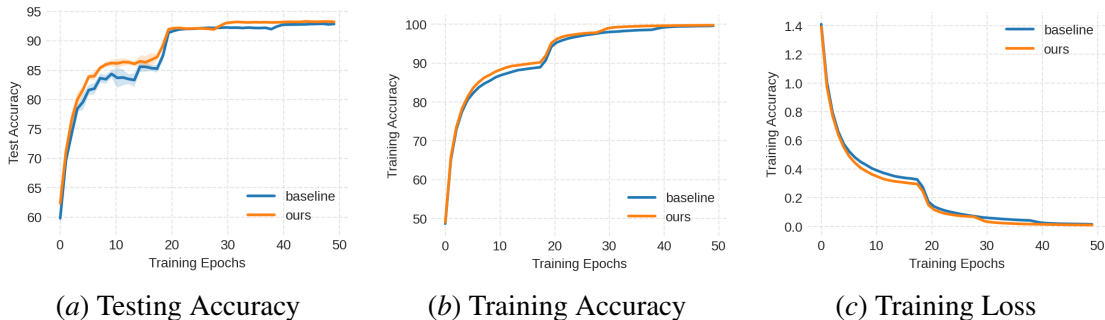 95
90
85
80
75
70
65
60
Test Accuracy
baseline
ours
0 10 20 30 40 50
Training Epochs
(a) Testing Accuracy
100
90
80
70
60
50
Training Accuracy
baseline
ours
0 10 20 30 40 50
Training Epochs
(b) Training Accuracy
1.4
1.2
1.0
0.8
0.6
0.4
0.2
0.0
Training Accuracy
baseline
ours
0 10 20 30 40 50
Training Epochs
(c) Training Loss